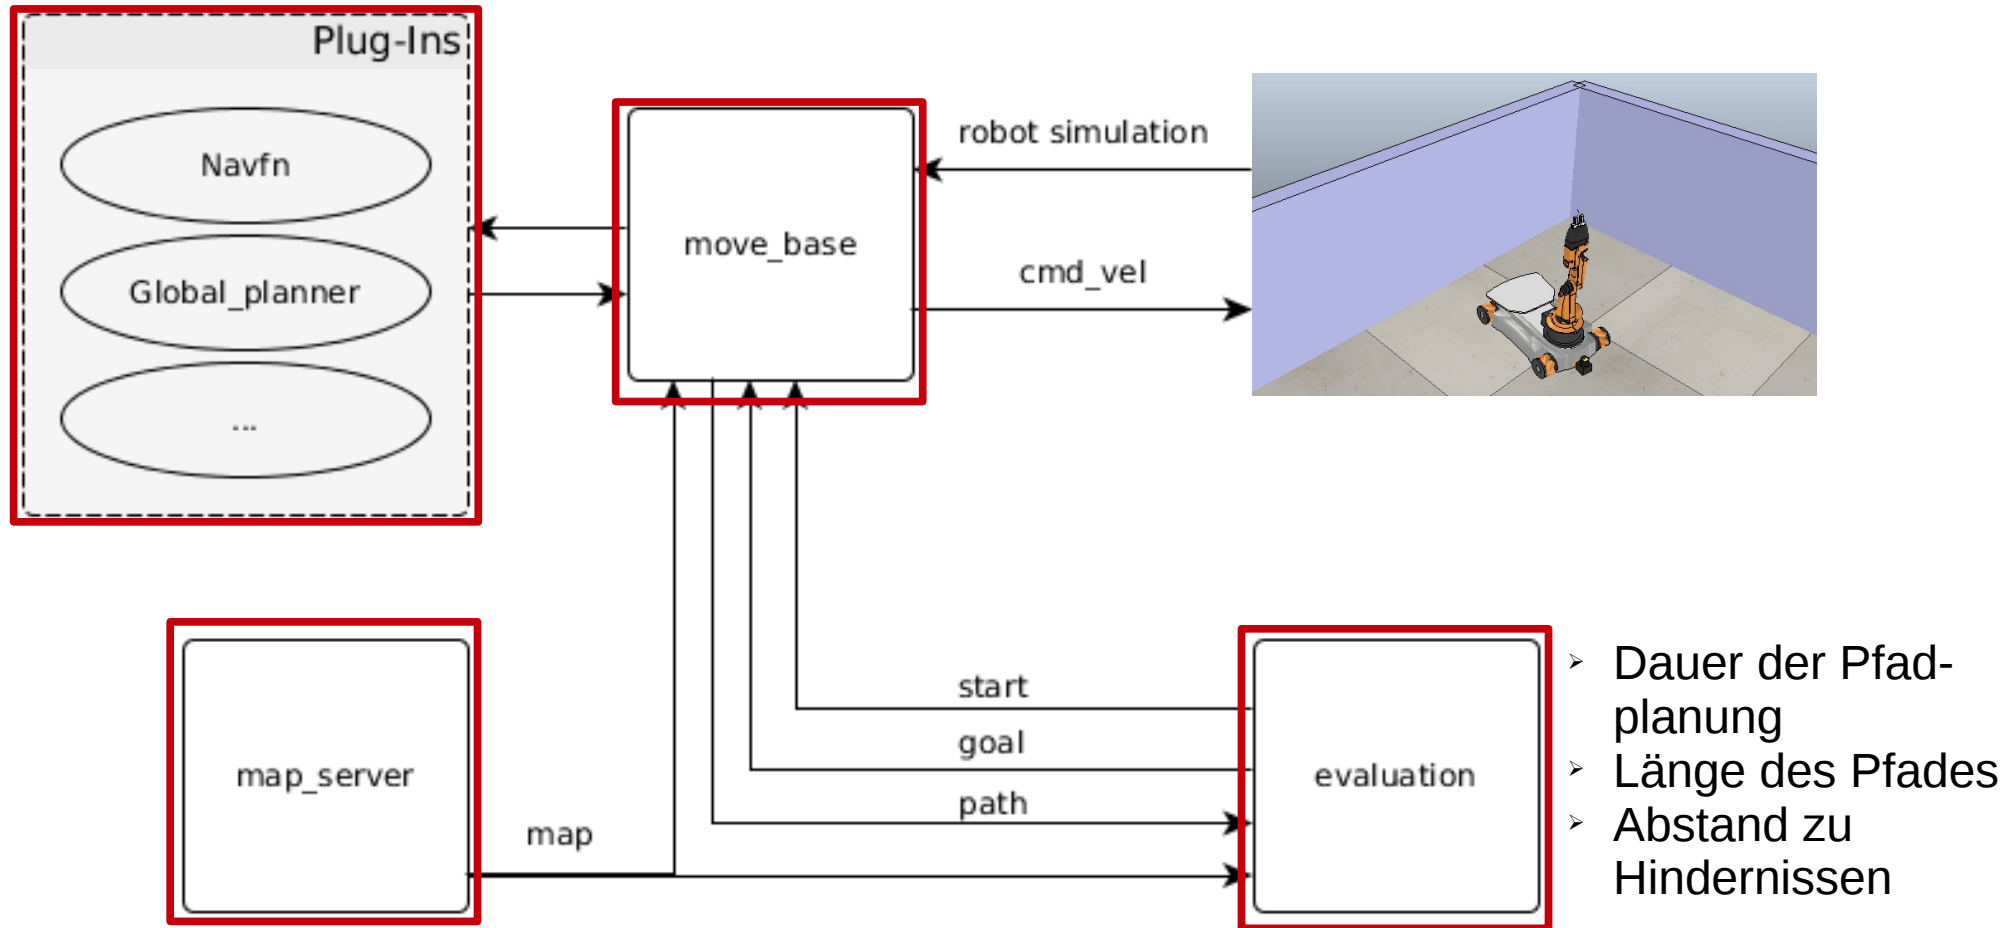 Plug-Ins
Navfn
Global_planner
...
move_base
robot simulation
cmd_vel
map_server
map
start
goal
path
evaluation
Dauer der Pfad-
planung
Länge des Pfades
Abstand zu
Hindernissen